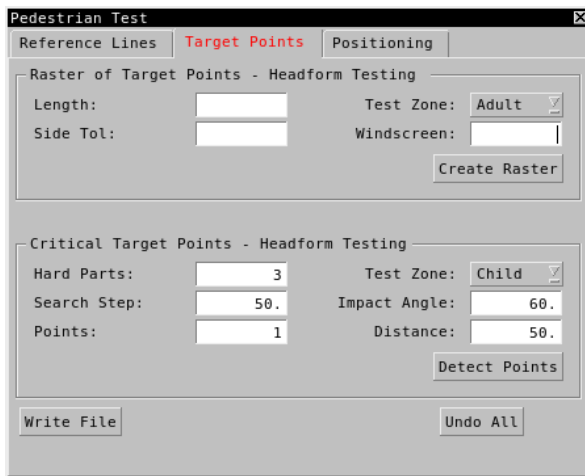 Pedestrian Test
Reference Lines Target Points Positioning
Raster of Target Points - Headform Testing
Length: Test Zone: Adult
Side Tol: Windscreen:
Create Raster
Critical Target Points - Headform Testing
Hard Parts: 3 Test Zone: Child
Search Step: 50. Impact Angle: 60.
Points: 1 Distance: 50.
Detect Points
Write File Undo All